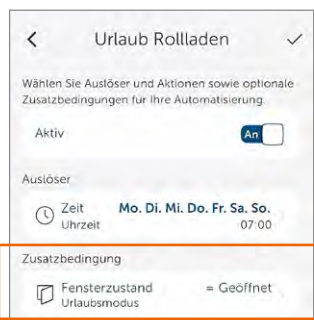 Urlaub Rollladen
Wählen Sie Auslöser und Aktionen sowie optionale
Zusatzbedingungen für Ihre Automatisierung.
Aktiv An
Auslöser
Zeit Mo. Di. Mi. Do. Fr. Sa. So.
Uhrzeit 07:00
Zusatzbedingung
Fensterzustand = Geöffnet
Urlaubsmodus